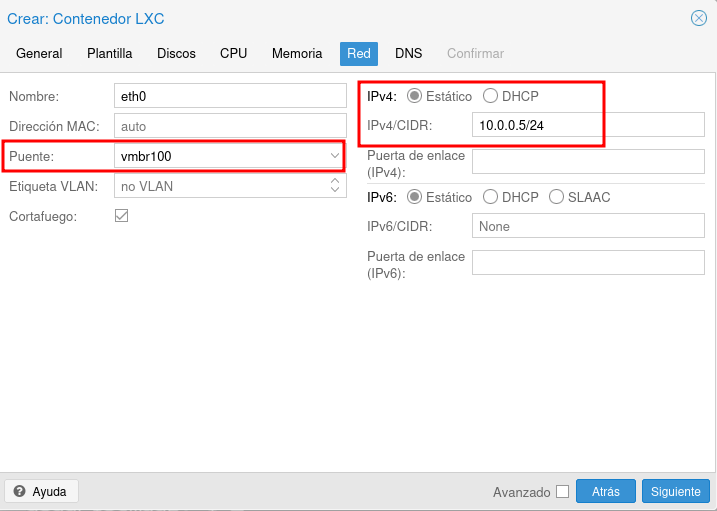 Crear: Contenedor LXC
General Plantilla Discos CPU Memoria Red DNS Confirmar
Nombre: eth0
Dirección MAC: auto
Puente: vmbr100
Etiqueta VLAN: no VLAN
Cortafuego:
IPv4: Estático DHCP
IPv4/CIDR: 10.0.0.5/24
Puerta de enlace
(IPv4):
IPv6: Estático DHCP SLAAC
IPv6/CIDR: None
Puerta de enlace
(IPv6):
Ayuda Avanzado Atrás Siguiente